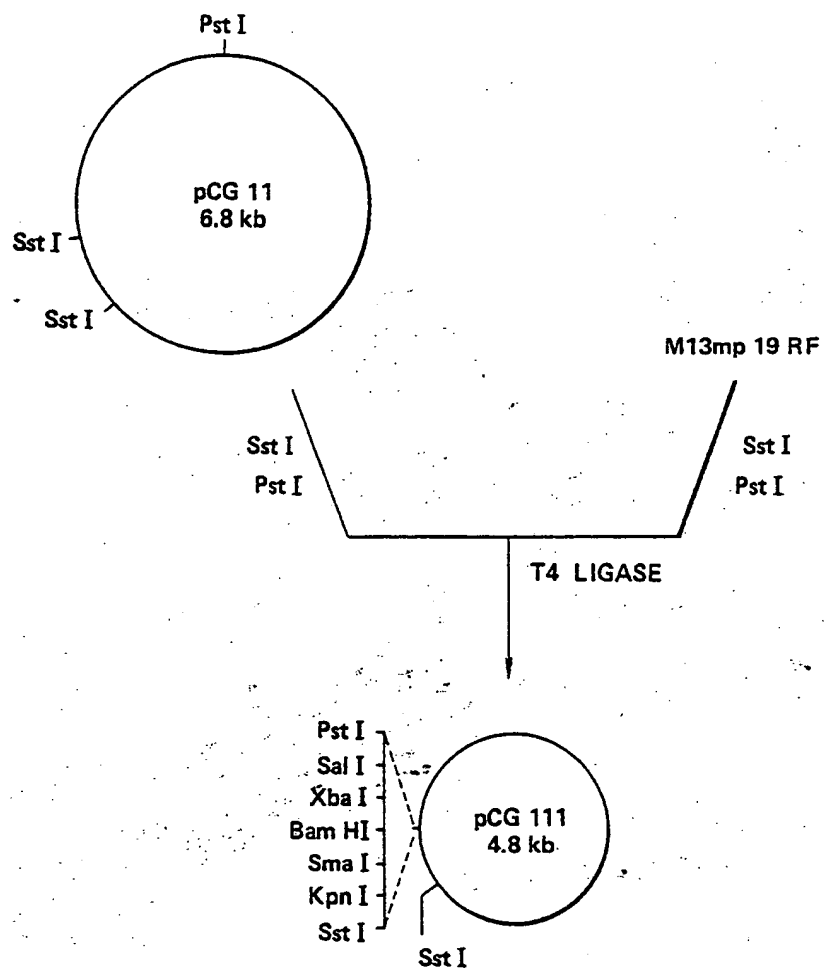 Pst I
pCG 11
6.8 kb
Sst I
Sst I
M13mp 19 RF
Sst I
Pst I
Sst I
Pst I
T4 LIGASE
Pst I
Sal I
Xba I
Bam HI
Sma I
Kpn I
Sst I
pCG 111
4.8 kb
Sst I